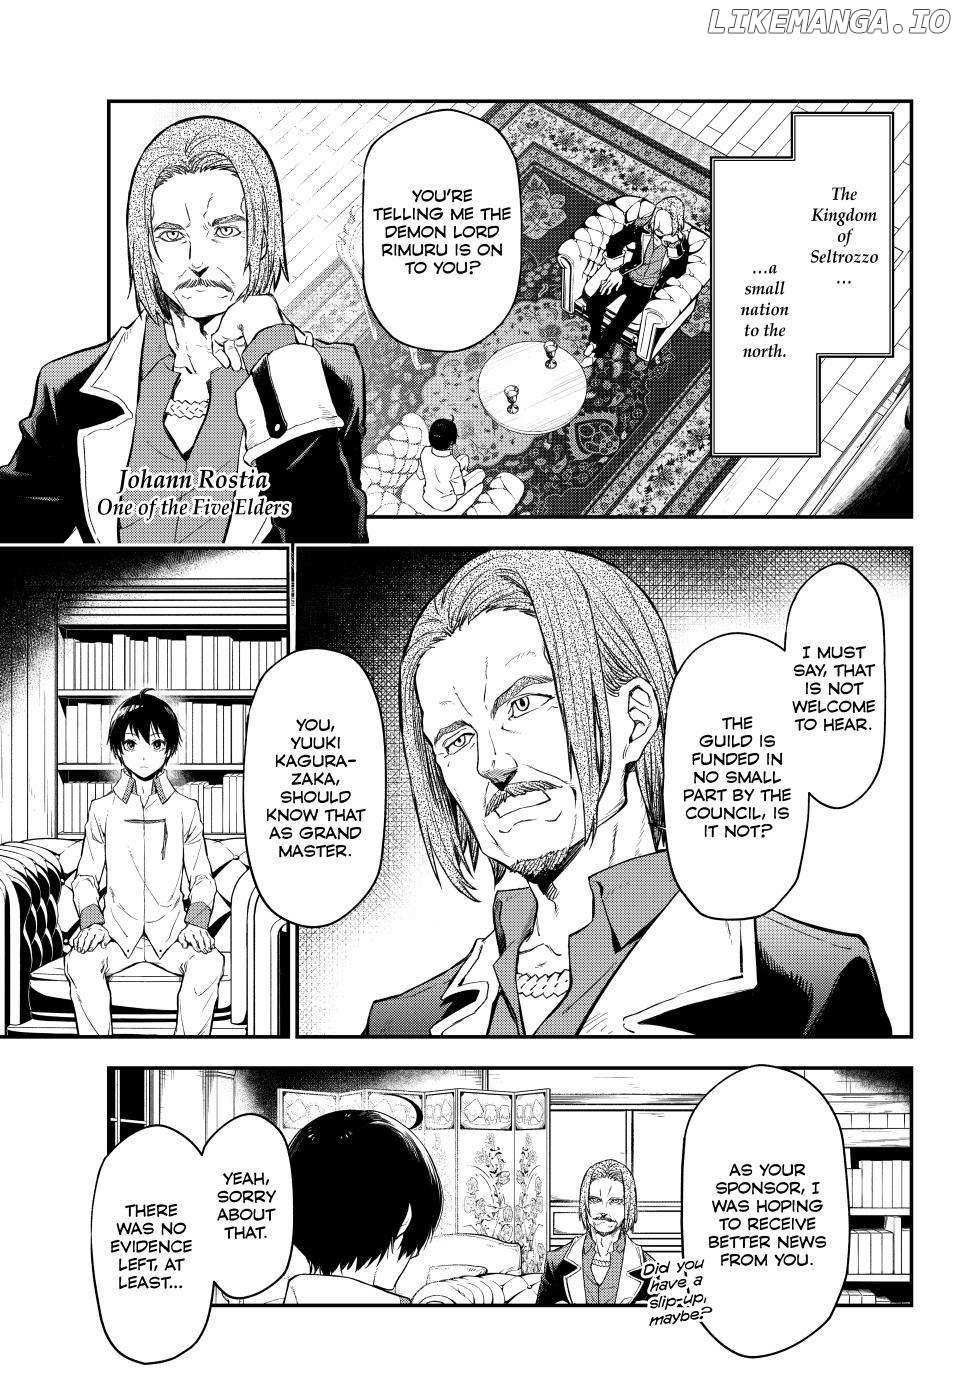 LIKEMANGA.IO
The
Kingdom
of
Seltrozzo
...
...a
small
nation
to the
north.
YOU'RE
TELLING ME THE
DEMON LORD
RIMURU IS ON
TO YOU?
Johann Rostia
One of the Five Elders
I MUST
SAY, THAT
IS NOT
WELCOME
TO HEAR.
THE
GUILD IS
FUNDED IN
NO SMALL
PART BY THE
COUNCIL, IS
IT NOT?
YOU,
YUUKI
KAGURA-
ZAKA,
SHOULD
KNOW THAT
AS GRAND
MASTER.
AS YOUR
SPONSOR, I
WAS HOPING
TO RECEIVE
BETTER NEWS
FROM YOU.
Did you
have a
slip-up,
maybe?
YEAH,
SORRY
ABOUT
THAT.
THERE
WAS NO
EVIDENCE
LEFT, AT
LEAST...